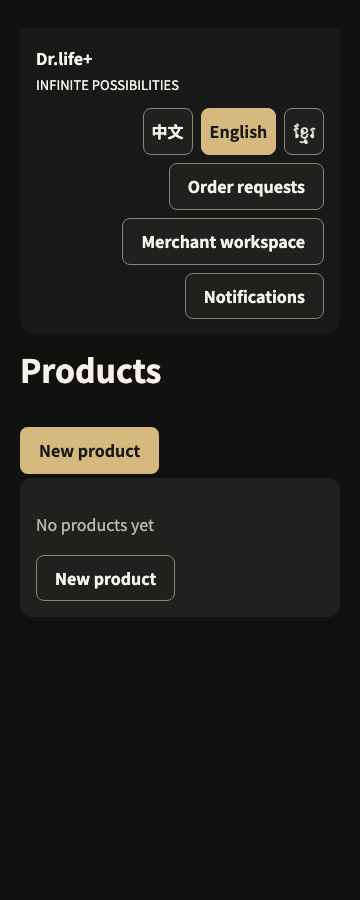 Dr.life+
INFINITE POSSIBILITIES
中文 English ខ្មែរ
Order requests
Merchant workspace
Notifications
Products
New product
No products yet
New product